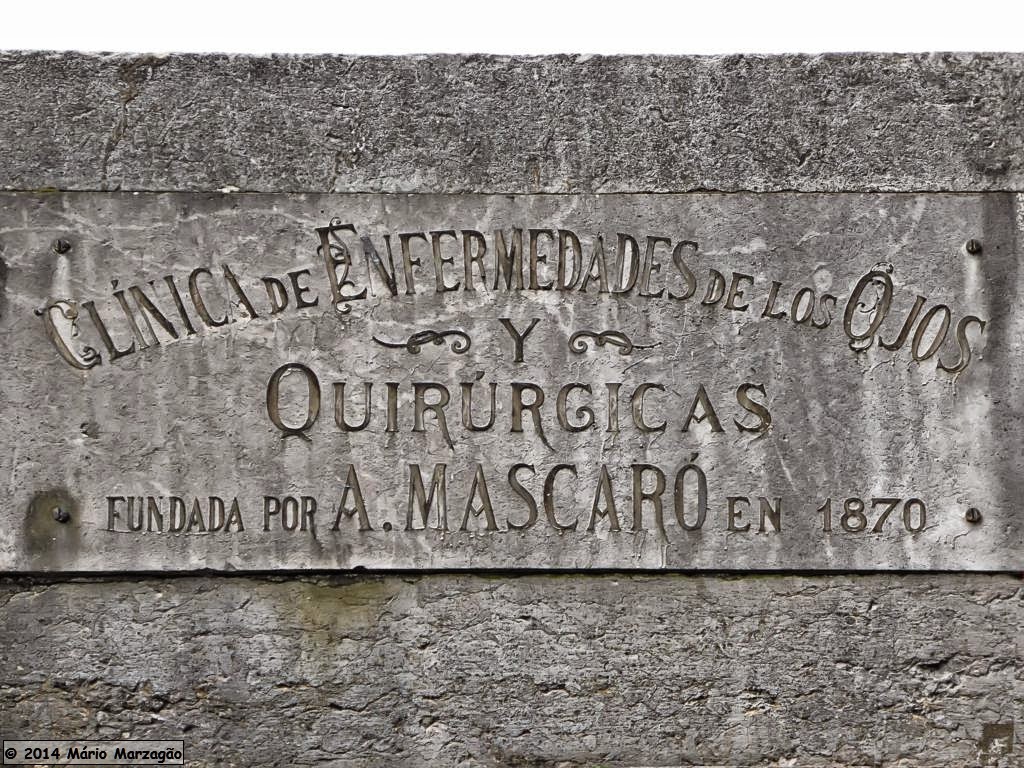 CLÍNICA DE ENFERMEDADES DE LOS OJOS
Y
QUIRÚRGICAS
FUNDADA POR A. MASCARÓ EN 1870
© 2014 Mário Marzagão